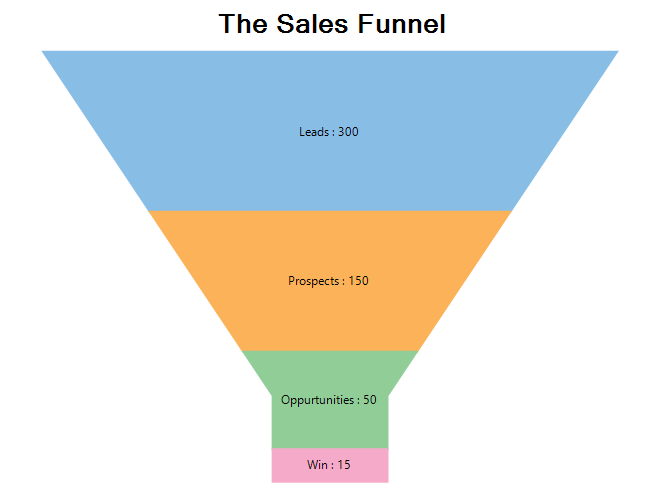 The Sales Funnel
Leads : 300
Prospects : 150
Oppurtunities : 50
Win : 15